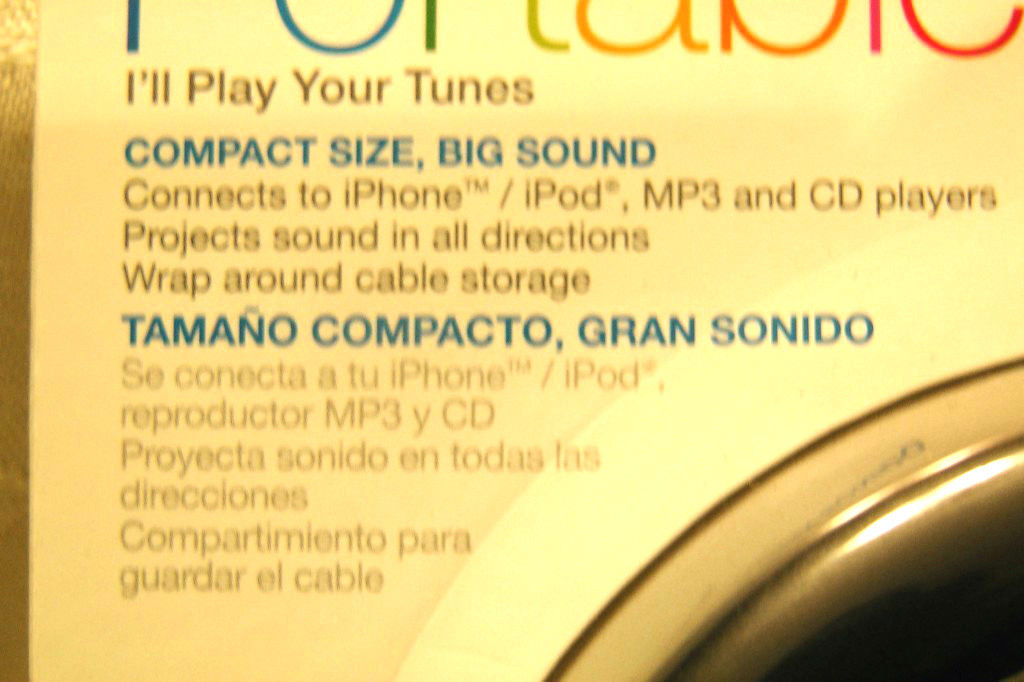 Portable
I'll Play Your Tunes
COMPACT SIZE, BIG SOUND
Connects to iPhone™ / iPod®, MP3 and CD players
Projects sound in all directions
Wrap around cable storage
TAMAÑO COMPACTO, GRAN SONIDO
Se conecta a tu iPhone™ / iPod®,
reproductor MP3 y CD
Proyecta sonido en todas las
direcciones
Compartimiento para
guardar el cable